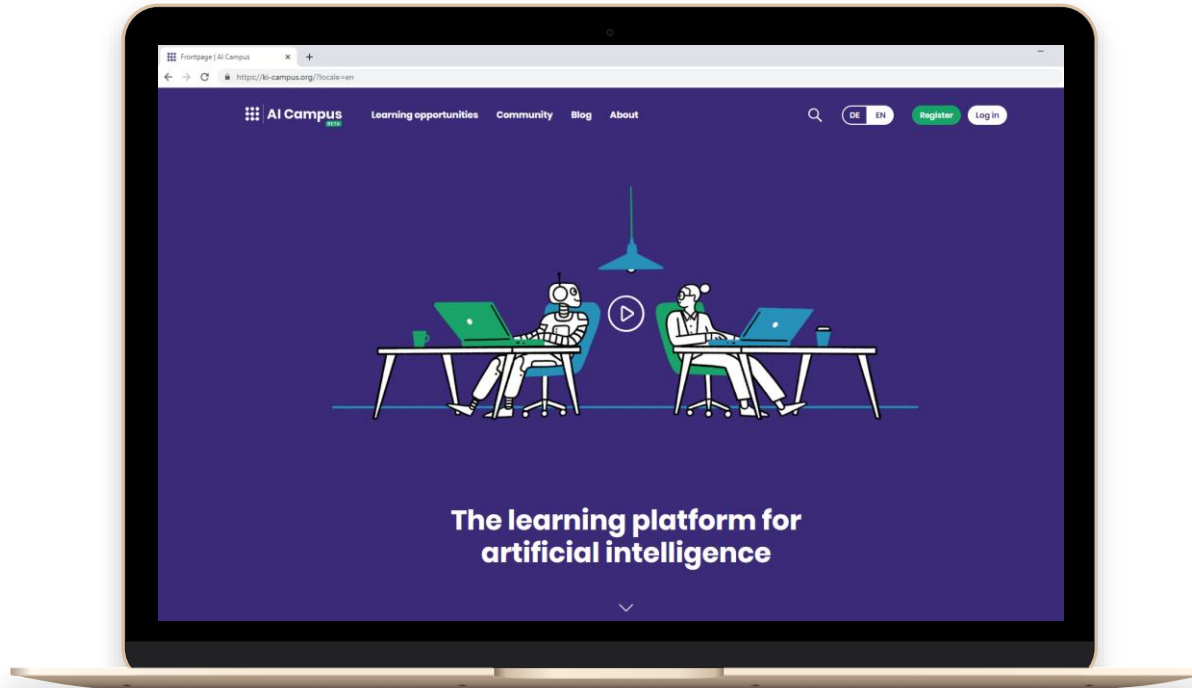 Frontpage | AI Campus
https://ki-campus.org/?locale=en
AI Campus
BETA
Learning opportunities Community Blog About
DE EN
Register Log in
The learning platform for
artificial intelligence